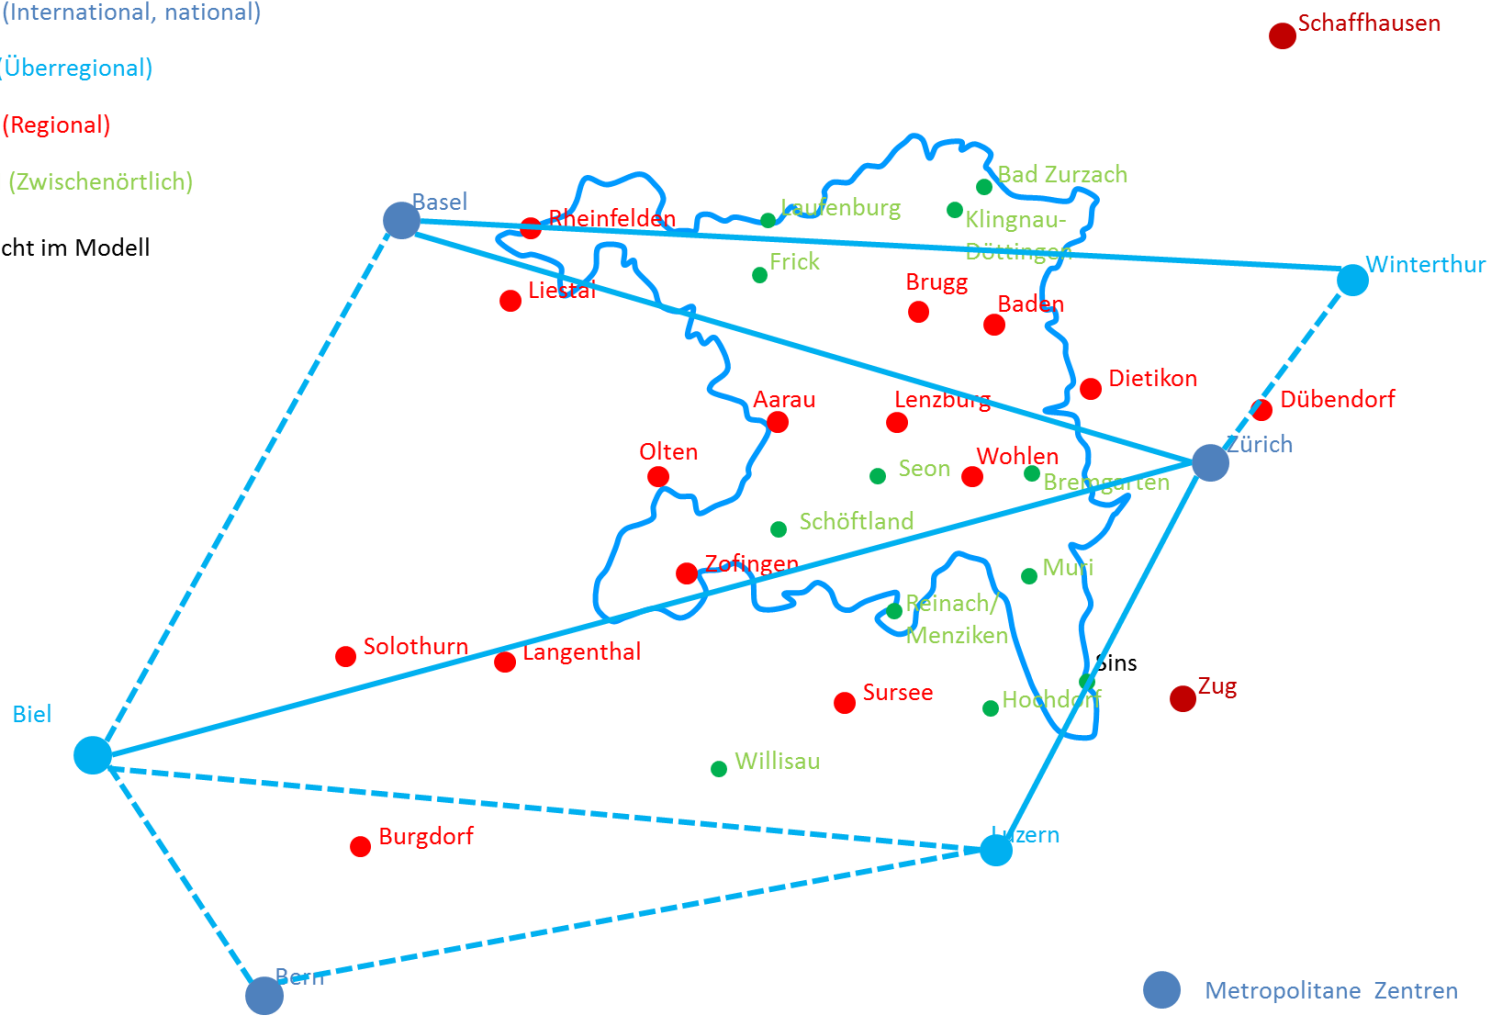 (International, national)
Schaffhausen
(Überregional)
(Regional)
(Zwischenörtlich)
Bad Zurzach
Basel
Laufenburg
Rheinfelden
Klingnau-
Döttingen
cht im Modell
Frick
Winterthur
Brugg
Liestal
Baden
Dietikon
Aarau
Lenzburg
Dübendorf
Olten
Zürich
Wohlen
Seon
Bremgarten
Schöftland
Zofingen
Muri
Reinach/
Menziken
Solothurn
Langenthal
Sins
Zug
Sursee
Hochdorf
Biel
Willisau
Burgdorf
Luzern
Bern
Metropolitane Zentren